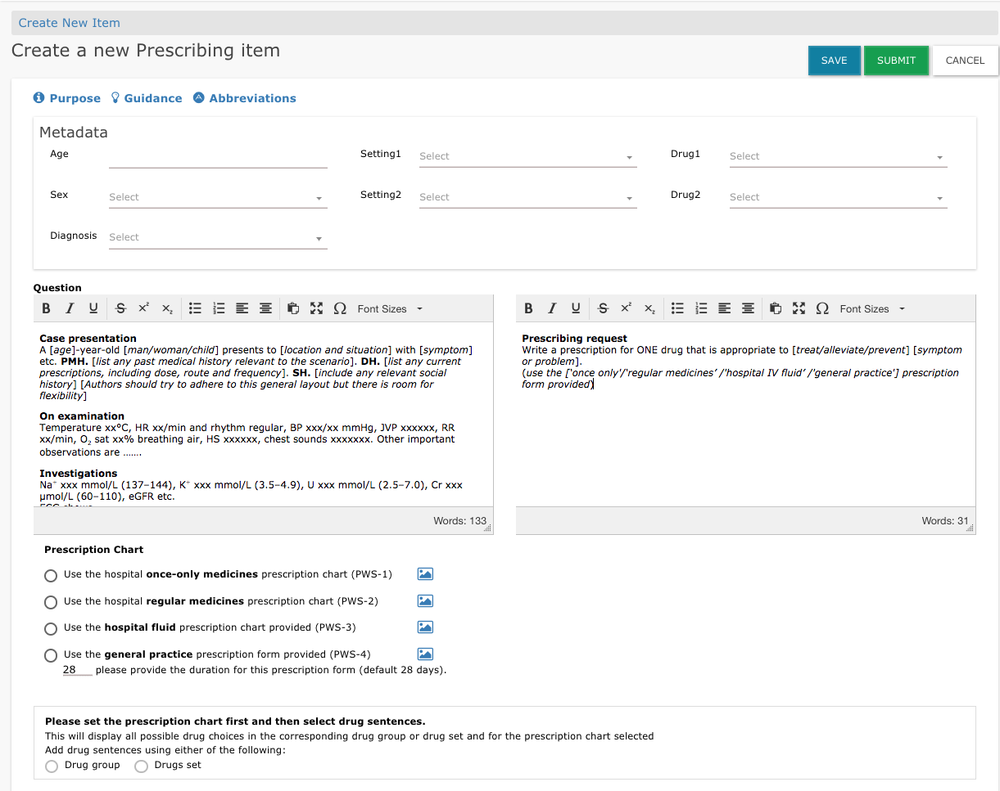 Create New Item
Create a new Prescribing item
SAVE SUBMIT CANCEL
Purpose Guidance Abbreviations
Metadata
Age Setting1 Select Drug1 Select
Sex Select Setting2 Select Drug2 Select
Diagnosis Select
Question
B I U S x² x₂ Ω Font Sizes
Case presentation
A [age]-year-old [man/woman/child] presents to [location and situation] with [symptom]
etc. PMH. [list any past medical history relevant to the scenario]. DH. [list any current
prescriptions, including dose, route and frequency]. SH. [include any relevant social
history] [Authors should try to adhere to this general layout but there is room for
flexibility]
On examination
Temperature xx°C, HR xx/min and rhythm regular, BP xxx/xx mmHg, JVP xxxxxx, RR
xx/min, O₂ sat xx% breathing air, HS xxxxxx, chest sounds xxxxxxx. Other important
observations are .......
Investigations
Na⁺ xxx mmol/L (137–144), K⁺ xxx mmol/L (3.5–4.9), U xxx mmol/L (2.5–7.0), Cr xxx
µmol/L (60–110), eGFR etc.
Words: 133
B I U S x² x₂ Ω Font Sizes
Prescribing request
Write a prescription for ONE drug that is appropriate to [treat/alleviate/prevent] [symptom
or problem].
(use the ['once only'/'regular medicines' /'hospital IV fluid' /'general practice'] prescription
form provided)
Words: 31
Prescription Chart
Use the hospital once-only medicines prescription chart (PWS-1)
Use the hospital regular medicines prescription chart (PWS-2)
Use the hospital fluid prescription chart provided (PWS-3)
Use the general practice prescription form provided (PWS-4)
28 please provide the duration for this prescription form (default 28 days).
Please set the prescription chart first and then select drug sentences.
This will display all possible drug choices in the corresponding drug group or drug set and for the prescription chart selected
Add drug sentences using either of the following:
Drug group Drugs set